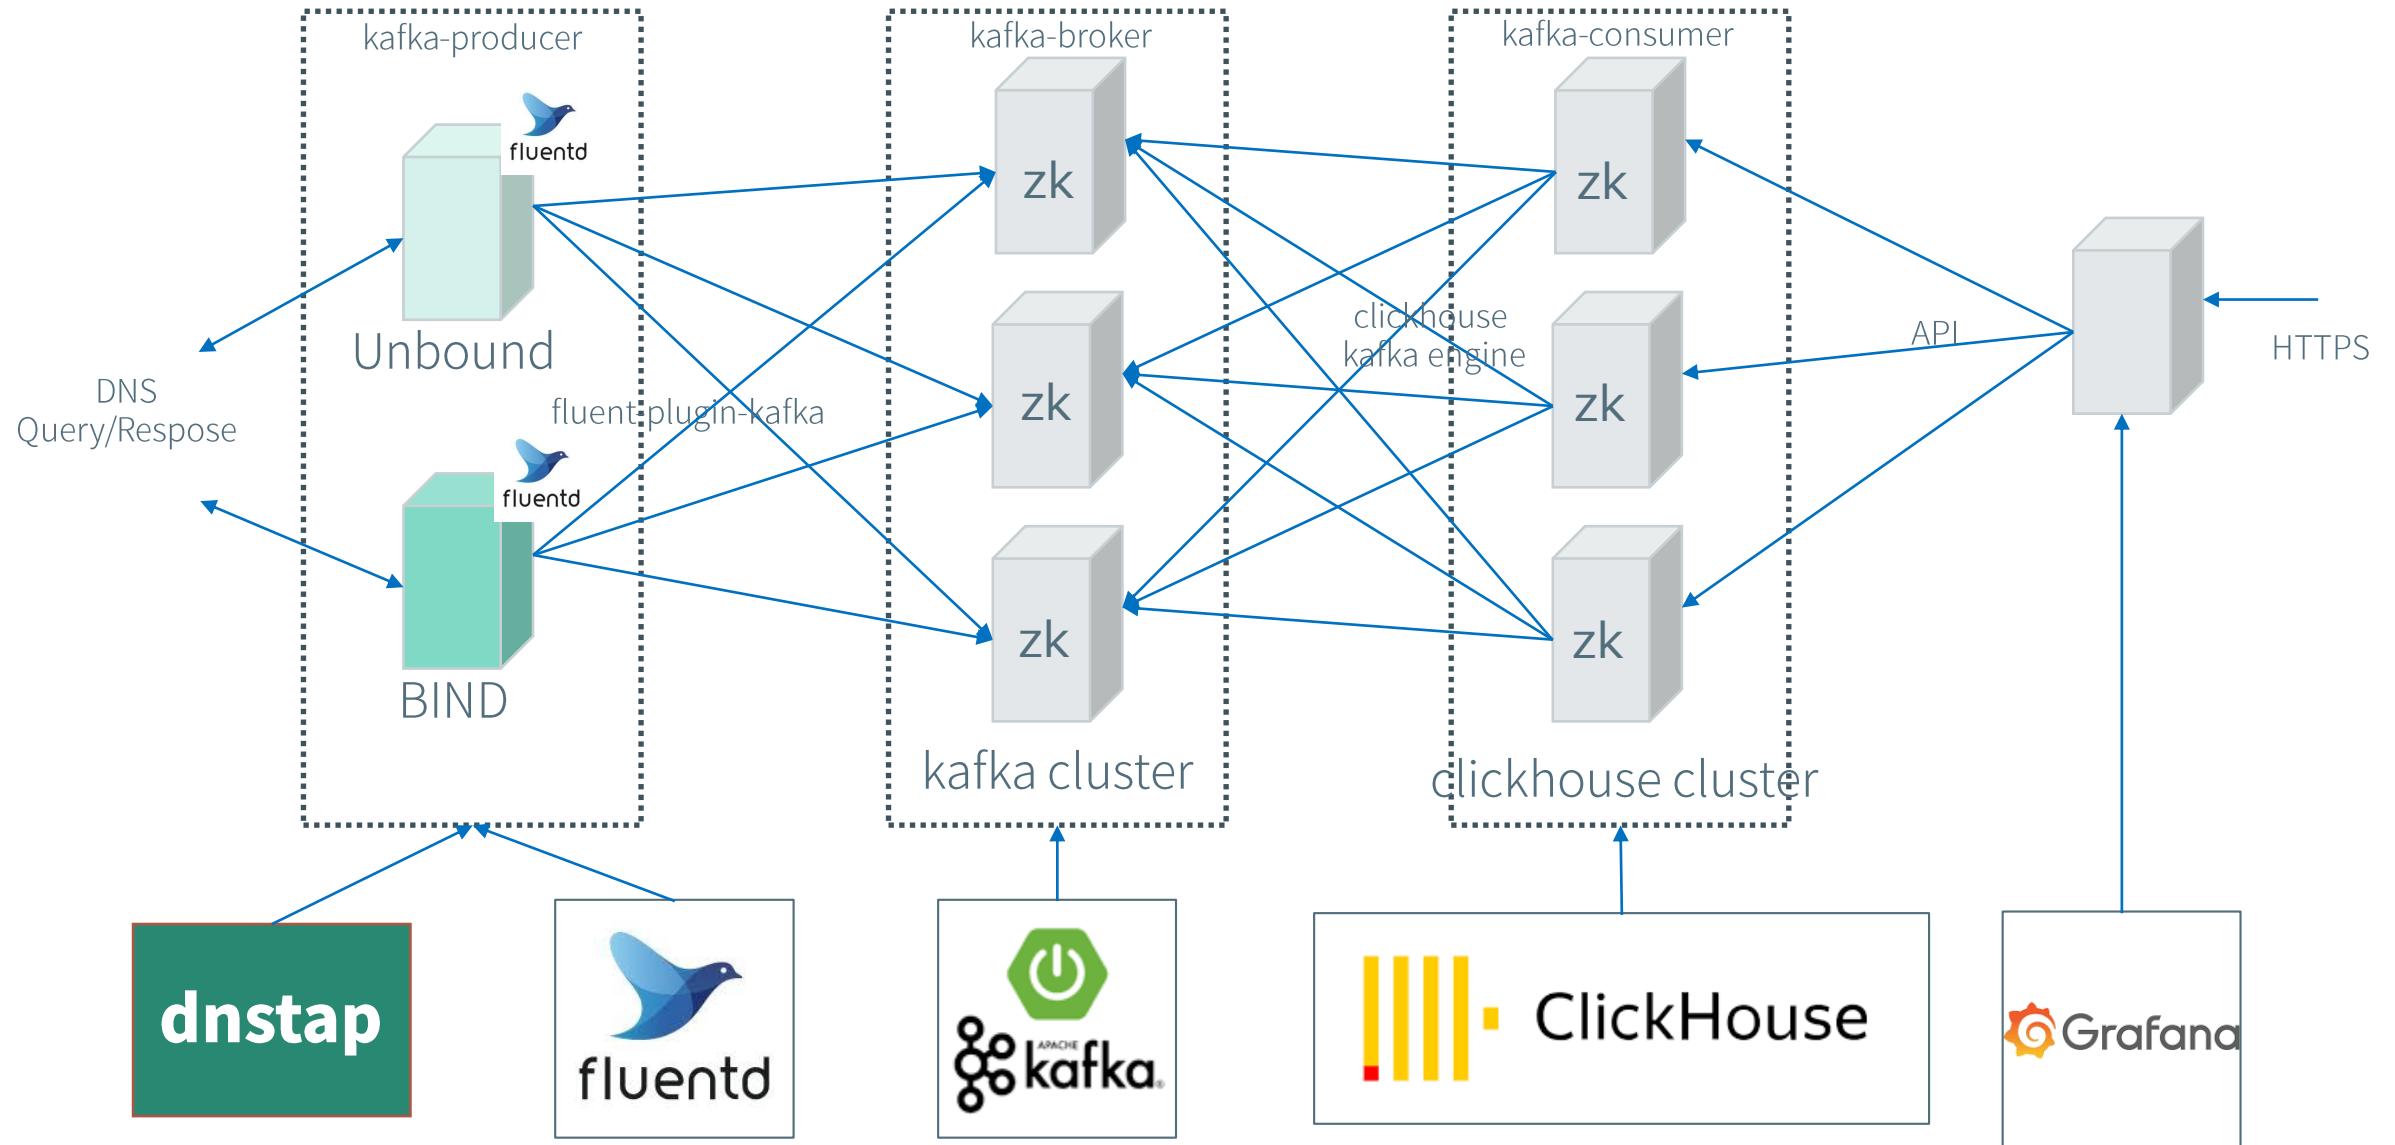 kafka-producer
kafka-broker
kafka-consumer
fluentd
zk
zk
Unbound
clickhouse
kafka engine
API
HTTPS
DNS
Query/Respose
fluent-plugin-kafka
zk
zk
fluentd
BIND
zk
zk
kafka cluster
clickhouse cluster
dnstap
fluentd
APACHE
kafka®
ClickHouse
Grafana